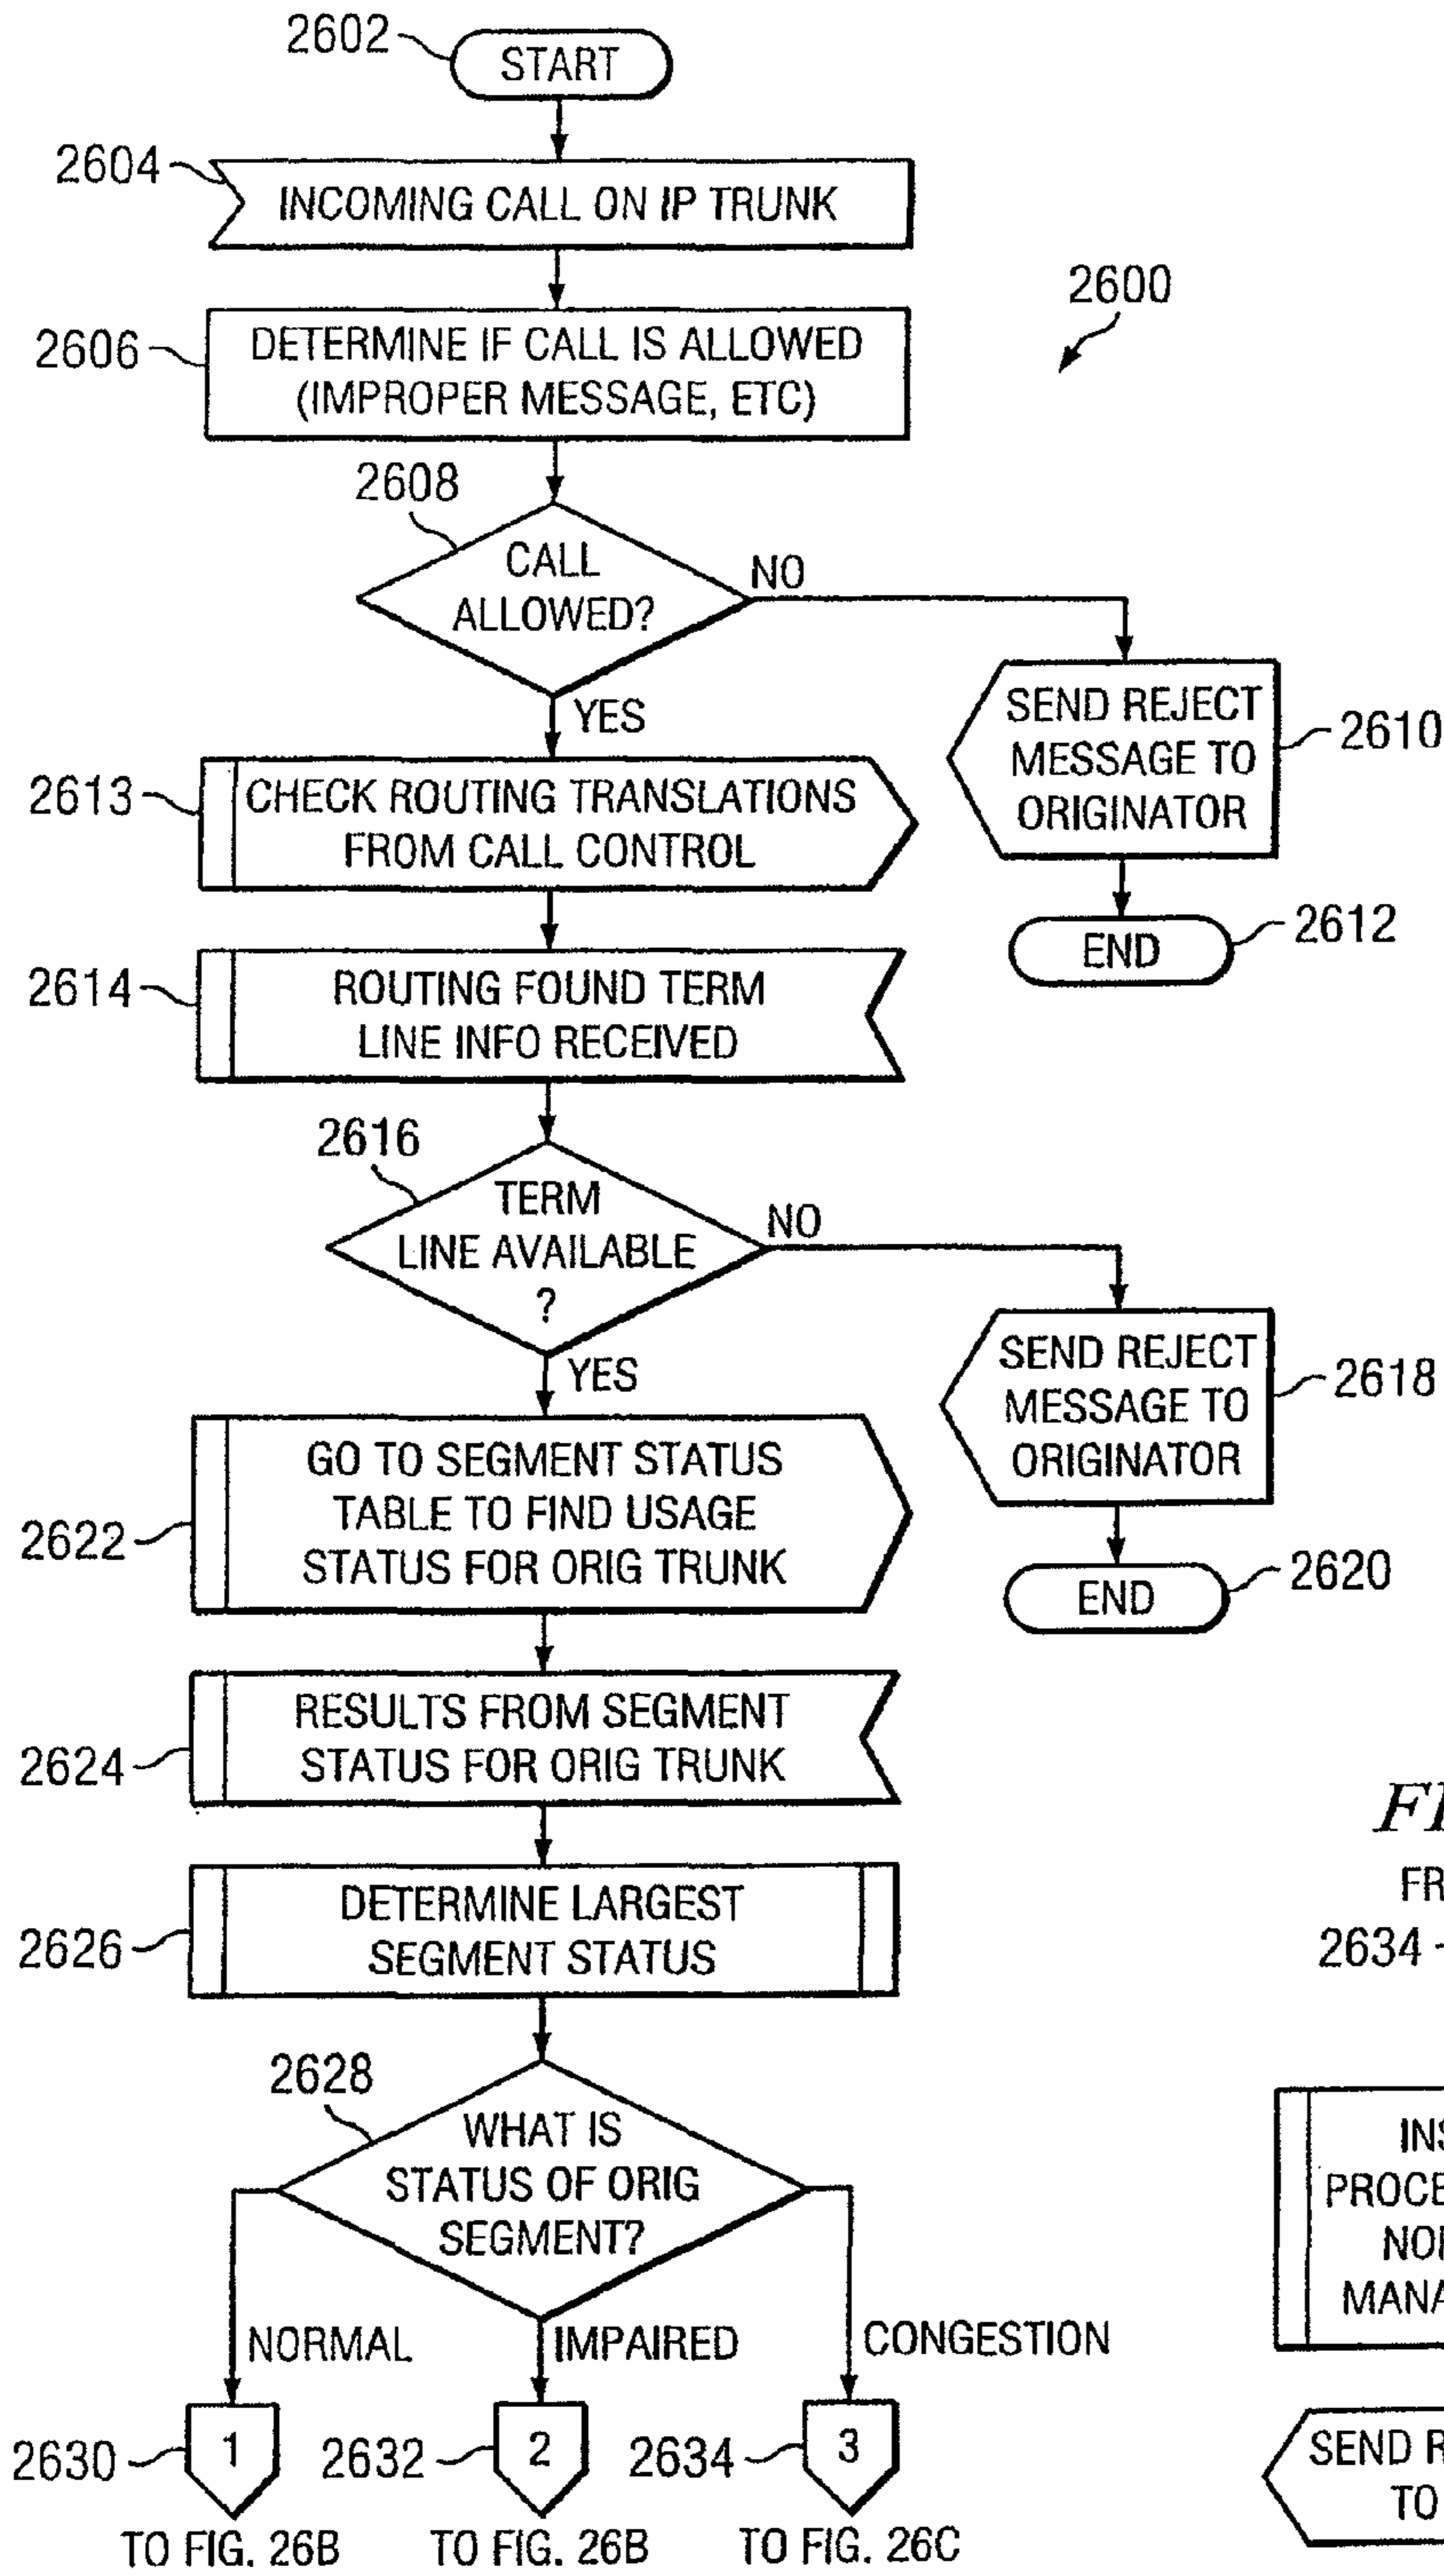 2602
START
2604
INCOMING CALL ON IP TRUNK
2600
2606
DETERMINE IF CALL IS ALLOWED
(IMPROPER MESSAGE, ETC)
2608
CALL
ALLOWED?
NO
YES
SEND REJECT
MESSAGE TO
ORIGINATOR
2610
2613
CHECK ROUTING TRANSLATIONS
FROM CALL CONTROL
END
2612
2614
ROUTING FOUND TERM
LINE INFO RECEIVED
2616
TERM
LINE AVAILABLE
?
NO
YES
SEND REJECT
MESSAGE TO
ORIGINATOR
2618
2622
GO TO SEGMENT STATUS
TABLE TO FIND USAGE
STATUS FOR ORIG TRUNK
END
2620
2624
RESULTS FROM SEGMENT
STATUS FOR ORIG TRUNK
2626
DETERMINE LARGEST
SEGMENT STATUS
2634
2628
WHAT IS
STATUS OF ORIG
SEGMENT?
NORMAL
IMPAIRED
CONGESTION
2630
1
2632
2
2634
3
TO FIG. 26B
TO FIG. 26B
TO FIG. 26C
SEND
TO